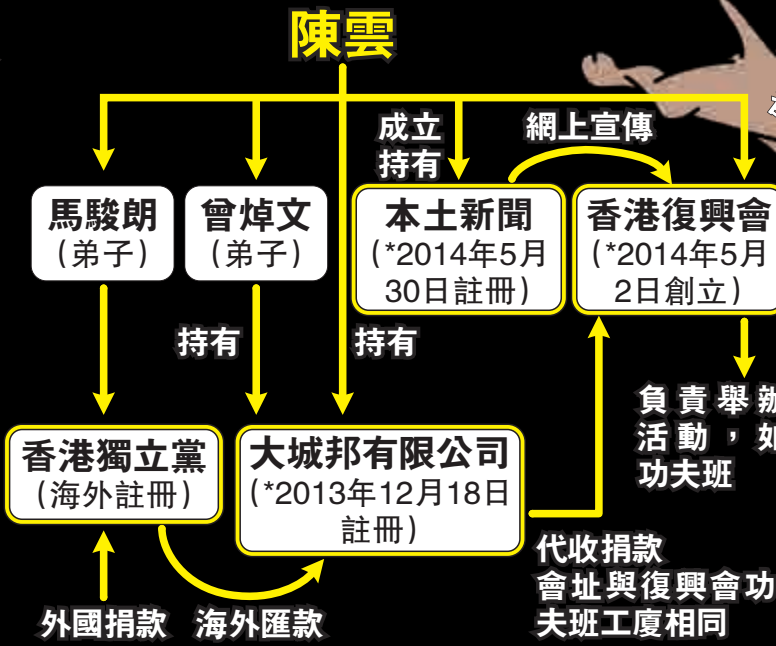 陳雲
成立
持有
網上宣傳
馬駿朗
(弟子)
曾焯文
(弟子)
本土新聞
(*2014年5月
30日註冊)
香港復興會
(*2014年5月
2日創立)
持有
持有
負責舉辦
活動，如
功夫班
香港獨立黨
(海外註冊)
大城邦有限公司
(*2013年12月18日
註冊)
代收捐款
會址與復興會功
夫班工廈相同
外國捐款
海外匯款